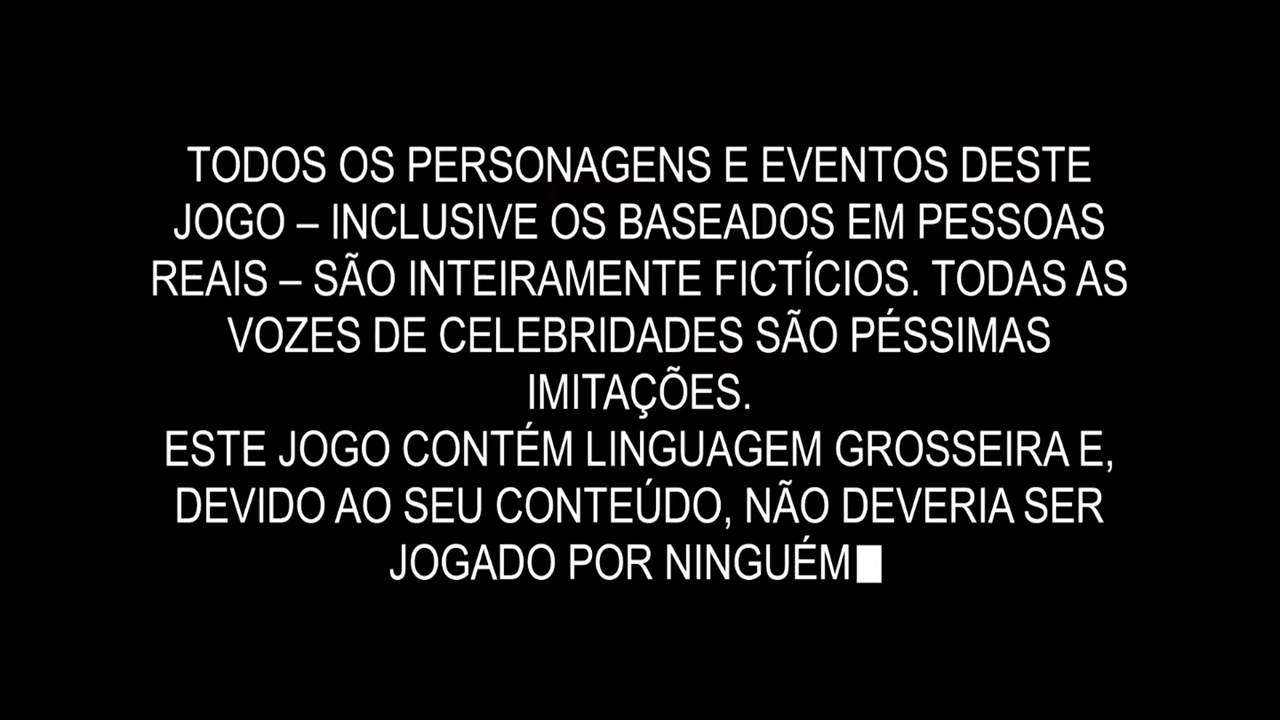 TODOS OS PERSONAGENS E EVENTOS DESTE
JOGO – INCLUSIVE OS BASEADOS EM PESSOAS
REAIS – SÃO INTEIRAMENTE FICTÍCIOS. TODAS AS
VOZES DE CELEBRIDADES SÃO PÉSSIMAS
IMITAÇÕES.
ESTE JOGO CONTÉM LINGUAGEM GROSSEIRA E,
DEVIDO AO SEU CONTEÚDO, NÃO DEVERIA SER
JOGADO POR NINGUÉM